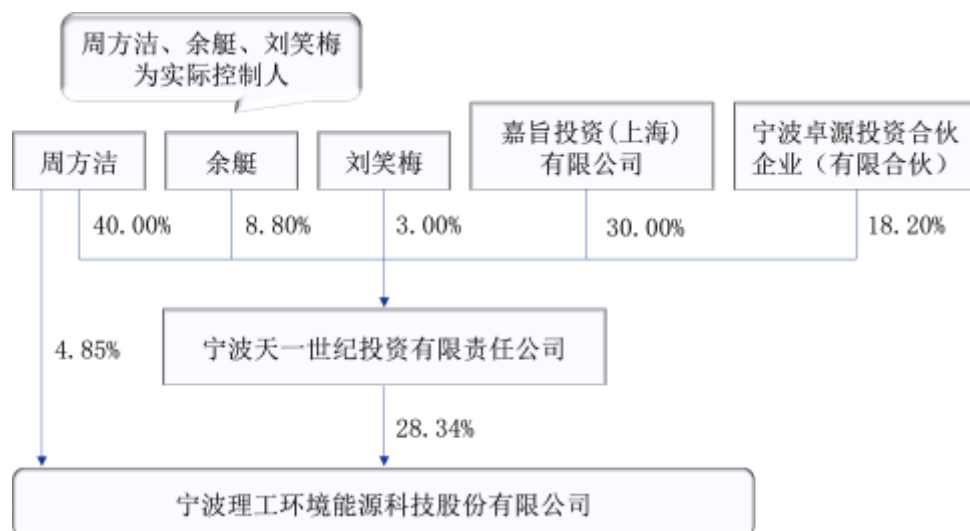 周方洁、余艇、刘笑梅
为实际控制人
周方洁
余艇
刘笑梅
嘉旨投资(上海)
有限公司
宁波卓源投资合伙
企业（有限合伙）
40.00%
8.80%
3.00%
30.00%
18.20%
4.85%
宁波天一世纪投资有限责任公司
28.34%
宁波理工环境能源科技股份有限公司